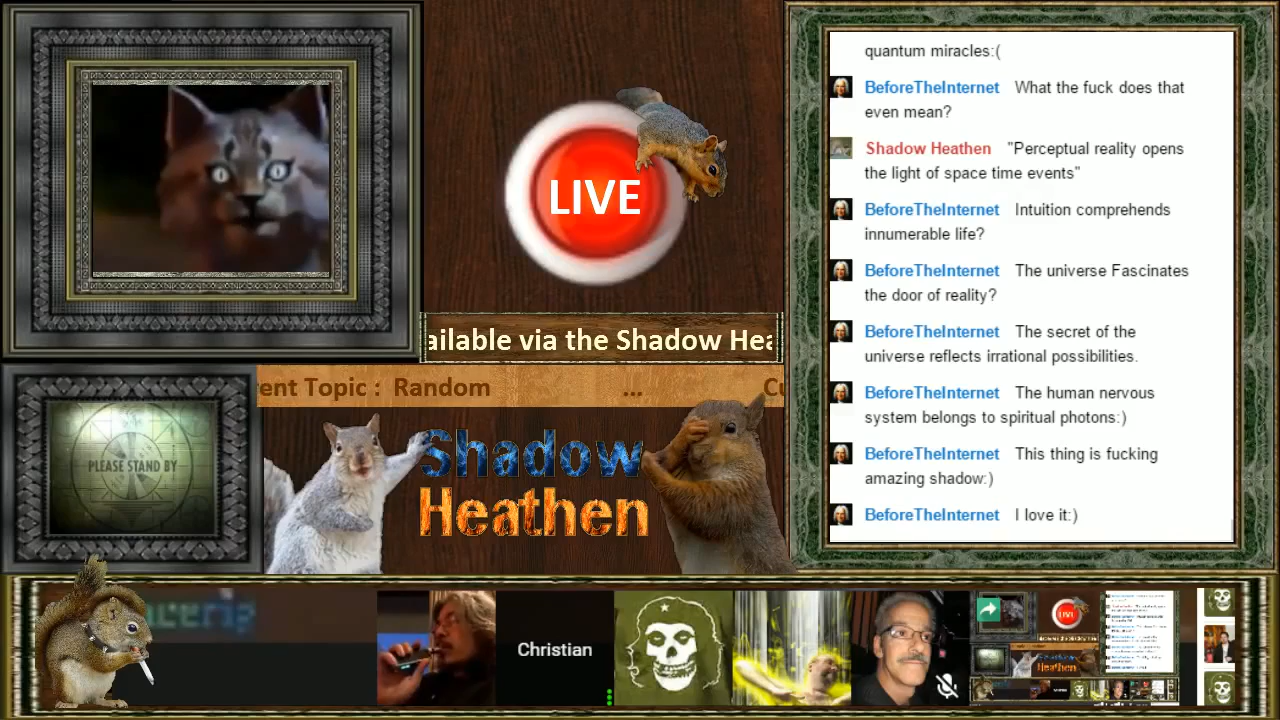 LIVE
ailable via the Shadow Hea
ent Topic : Random ... Cu
PLEASE STAND BY
Shadow
Heathen
quantum miracles:(
BeforeTheInternet What the fuck does that
even mean?
Shadow Heathen "Perceptual reality opens
the light of space time events"
BeforeTheInternet Intuition comprehends
innumerable life?
BeforeTheInternet The universe Fascinates
the door of reality?
BeforeTheInternet The secret of the
universe reflects irrational possibilities.
BeforeTheInternet The human nervous
system belongs to spiritual photons:)
BeforeTheInternet This thing is fucking
amazing shadow:)
BeforeTheInternet I love it:)
Christian
LIVE
Heathen